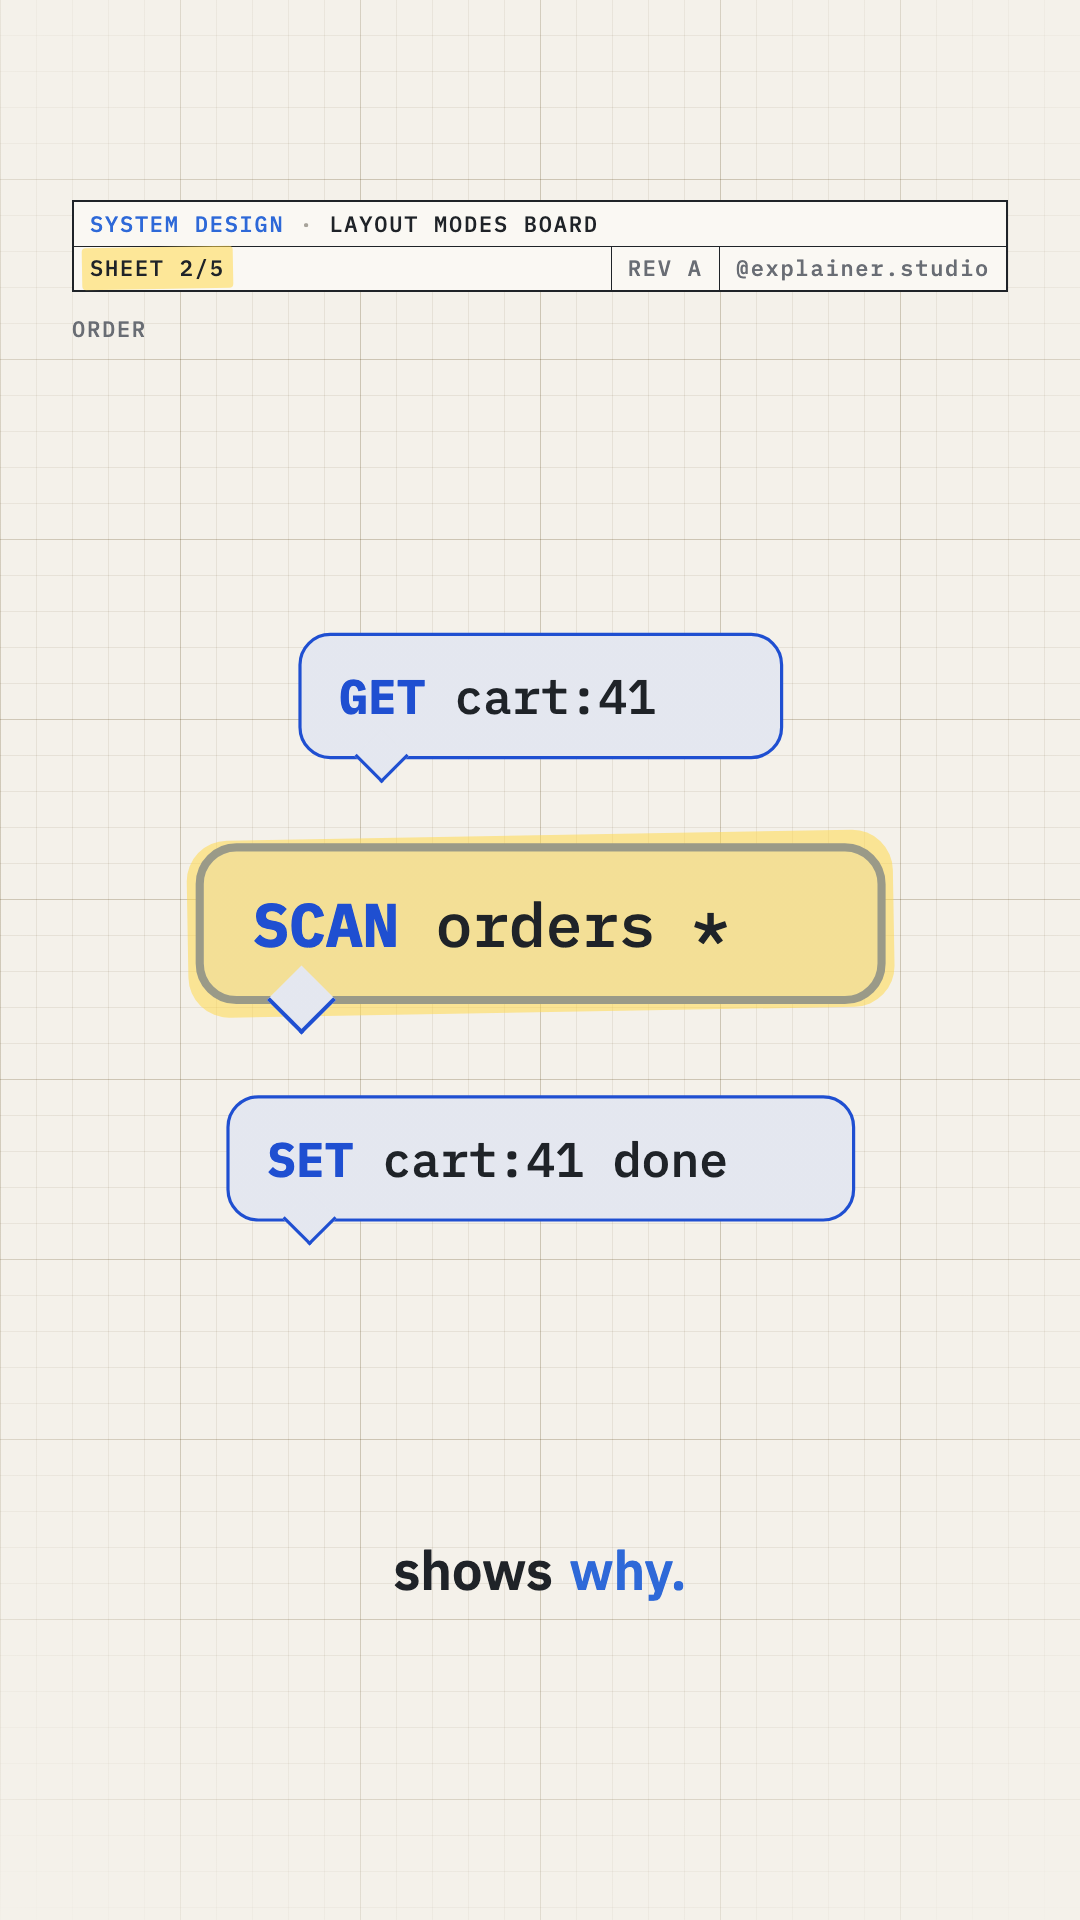 SYSTEM DESIGN · LAYOUT MODES BOARD
SHEET 2/5 REV A @explainer.studio
ORDER
GET cart:41
SCAN orders *
SET cart:41 done
shows why.